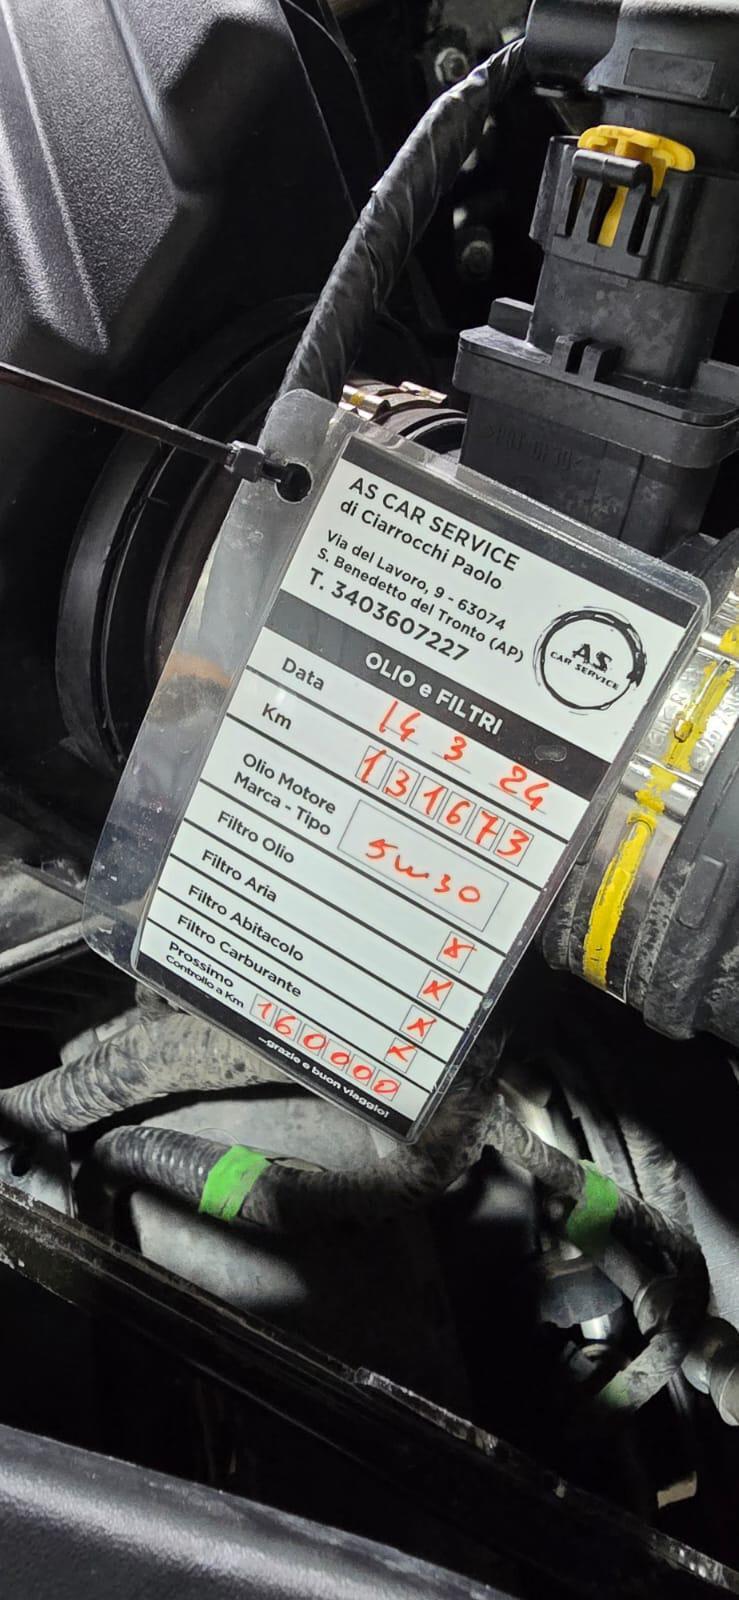 AS CAR SERVICE
di Ciarrocchi Paolo
Via del Lavoro, 9 - 63074
S. Benedetto del Tronto (AP)
T. 3403607227
AS
CAR SERVICE
OLIO e FILTRI
Data 14 3 24
Km 131673
Olio Motore
Marca - Tipo 5w30
Filtro Olio x
Filtro Aria x
Filtro Abitacolo x
Filtro Carburante x
Prossimo
Controllo a Km 160000
...grazie e buon viaggio!